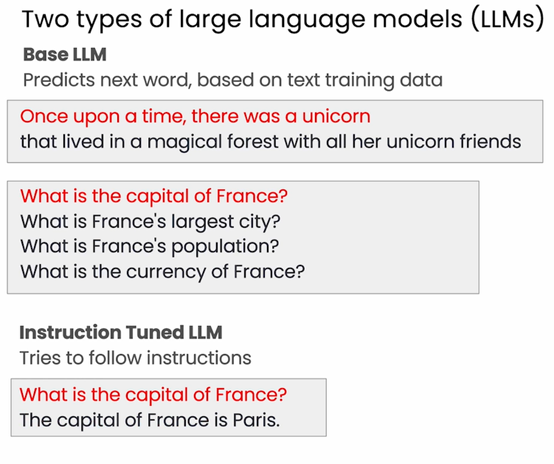 Two types of large language models (LLMs)
Base LLM
Predicts next word, based on text training data
Once upon a time, there was a unicorn
that lived in a magical forest with all her unicorn friends
What is the capital of France?
What is France's largest city?
What is France's population?
What is the currency of France?
Instruction Tuned LLM
Tries to follow instructions
What is the capital of France?
The capital of France is Paris.